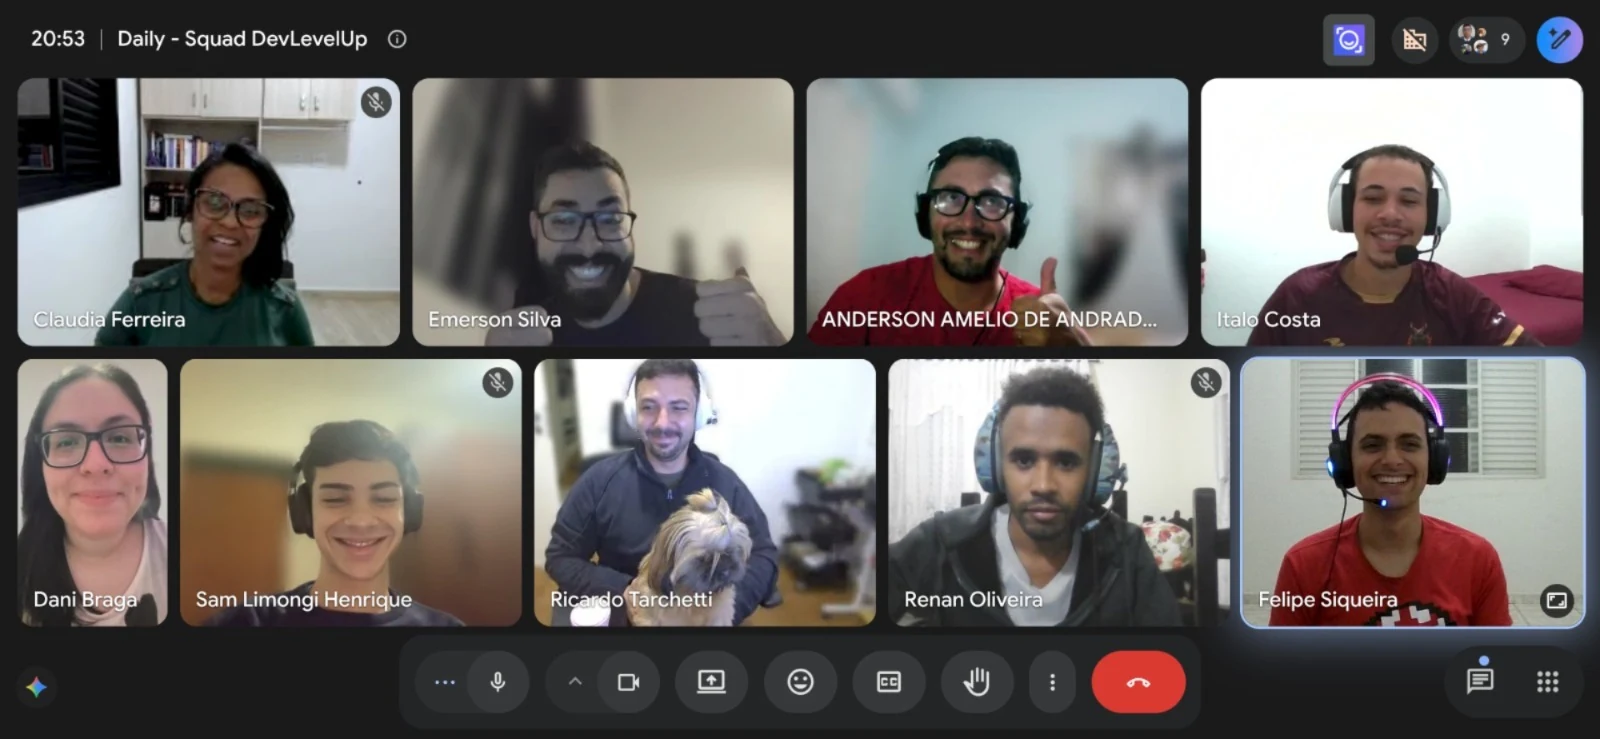 20:53 | Daily - Squad DevLevelUp
9
Claudia Ferreira
Emerson Silva
ANDERSON AMELIO DE ANDRAD...
Italo Costa
Dani Braga
Sam Limongi Henrique
Ricardo Tarchetti
Renan Oliveira
Felipe Siqueira
CC